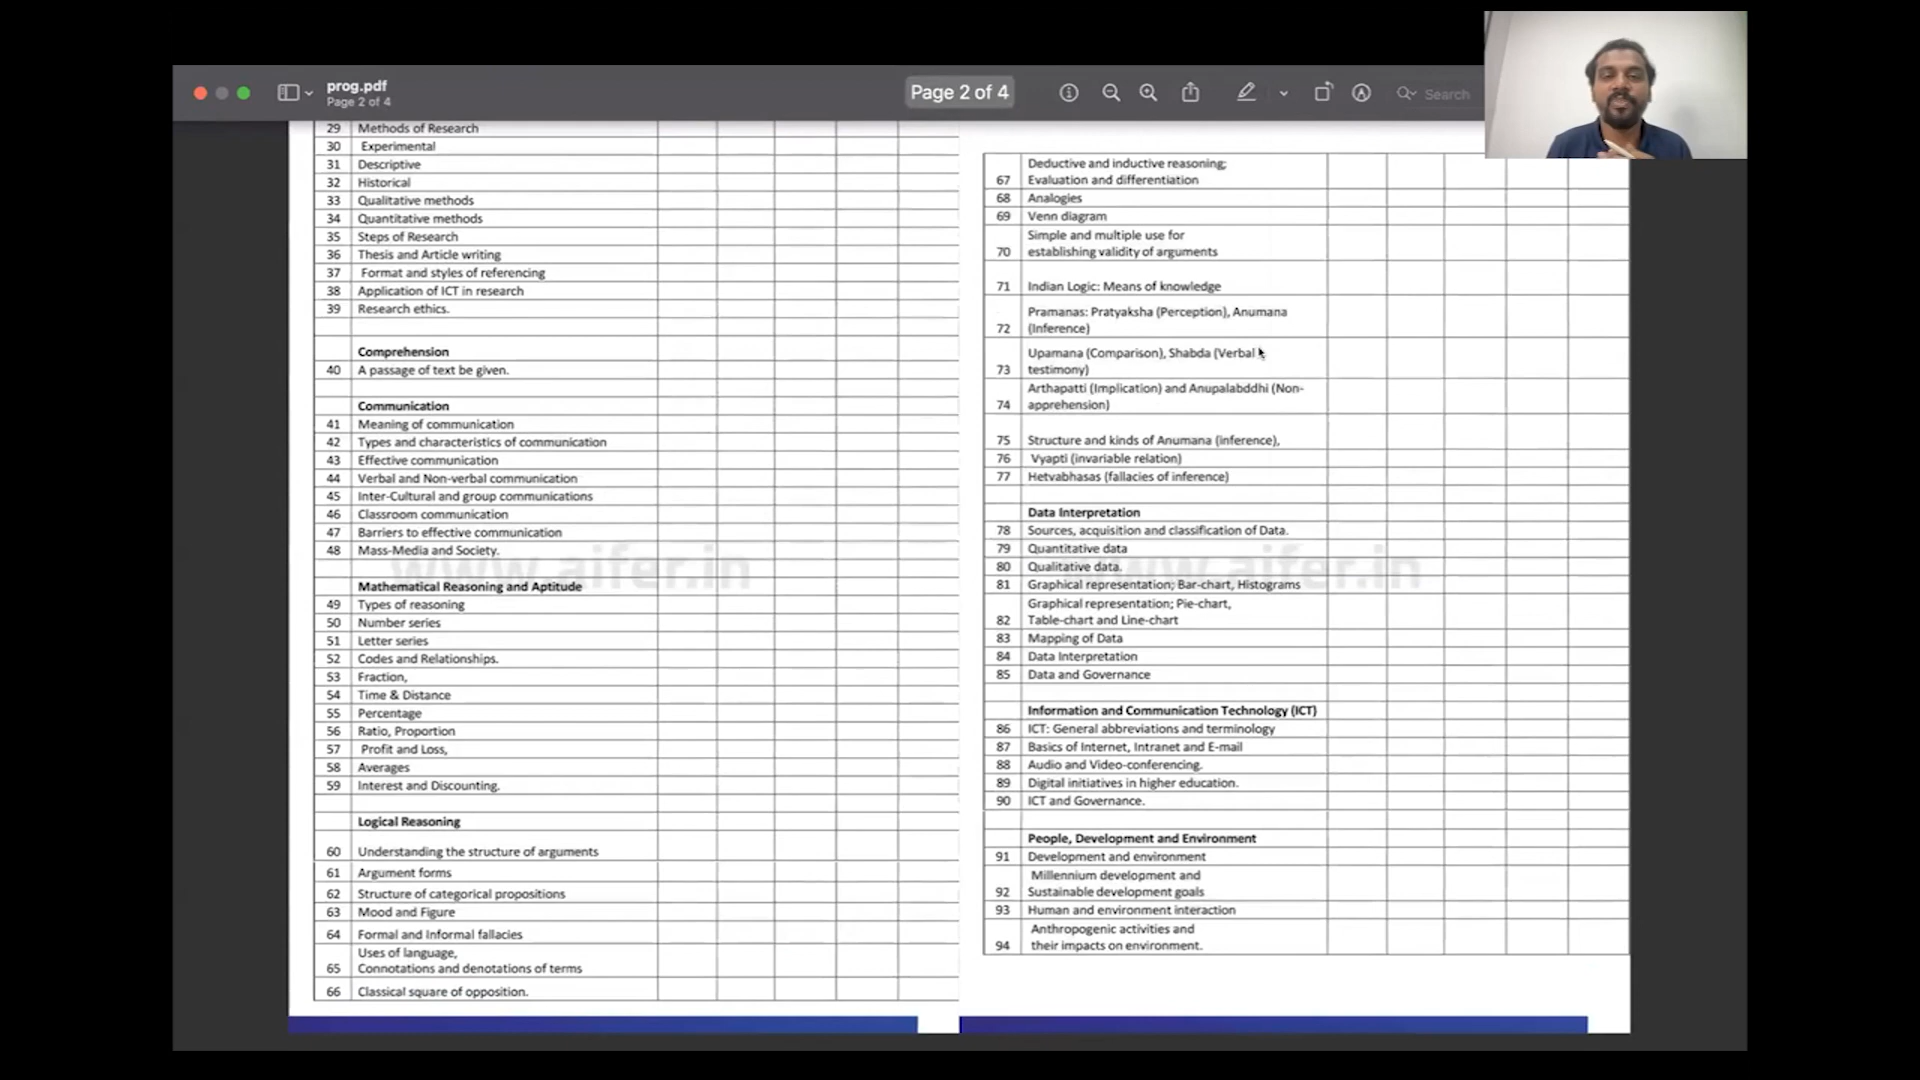 prog.pdf
Page 2 of 4
Page 2 of 4
Search
29 Methods of Research
30 Experimental
31 Descriptive
32 Historical
33 Qualitative methods
34 Quantitative methods
35 Steps of Research
36 Thesis and Article writing
37 Format and styles of referencing
38 Application of ICT in research
39 Research ethics.
Comprehension
40 A passage of text be given.
Communication
41 Meaning of communication
42 Types and characteristics of communication
43 Effective communication
44 Verbal and Non-verbal communication
45 Inter-Cultural and group communications
46 Classroom communication
47 Barriers to effective communication
48 Mass-Media and Society.
www.aifer.in
Mathematical Reasoning and Aptitude
49 Types of reasoning
50 Number series
51 Letter series
52 Codes and Relationships.
53 Fraction,
54 Time & Distance
55 Percentage
56 Ratio, Proportion
57 Profit and Loss,
58 Averages
59 Interest and Discounting.
Logical Reasoning
60 Understanding the structure of arguments
61 Argument forms
62 Structure of categorical propositions
63 Mood and Figure
64 Formal and Informal fallacies
Uses of language,
65 Connotations and denotations of terms
66 Classical square of opposition.
Deductive and inductive reasoning;
67 Evaluation and differentiation
68 Analogies
69 Venn diagram
Simple and multiple use for
70 establishing validity of arguments
71 Indian Logic: Means of knowledge
Pramanas: Pratyaksha (Perception), Anumana
72 (Inference)
Upamana (Comparison), Shabda (Verbal
73 testimony)
Arthapatti (Implication) and Anupalabddhi (Non-
74 apprehension)
75 Structure and kinds of Anumana (inference),
76 Vyapti (invariable relation)
77 Hetvabhasas (fallacies of inference)
Data Interpretation
78 Sources, acquisition and classification of Data.
79 Quantitative data
80 Qualitative data.
81 Graphical representation; Bar-chart, Histograms
Graphical representation; Pie-chart,
82 Table-chart and Line-chart
83 Mapping of Data
84 Data Interpretation
85 Data and Governance
Information and Communication Technology (ICT)
86 ICT: General abbreviations and terminology
87 Basics of Internet, Intranet and E-mail
88 Audio and Video-conferencing.
89 Digital initiatives in higher education.
90 ICT and Governance.
People, Development and Environment
91 Development and environment
Millennium development and
92 Sustainable development goals
93 Human and environment interaction
Anthropogenic activities and
94 their impacts on environment.